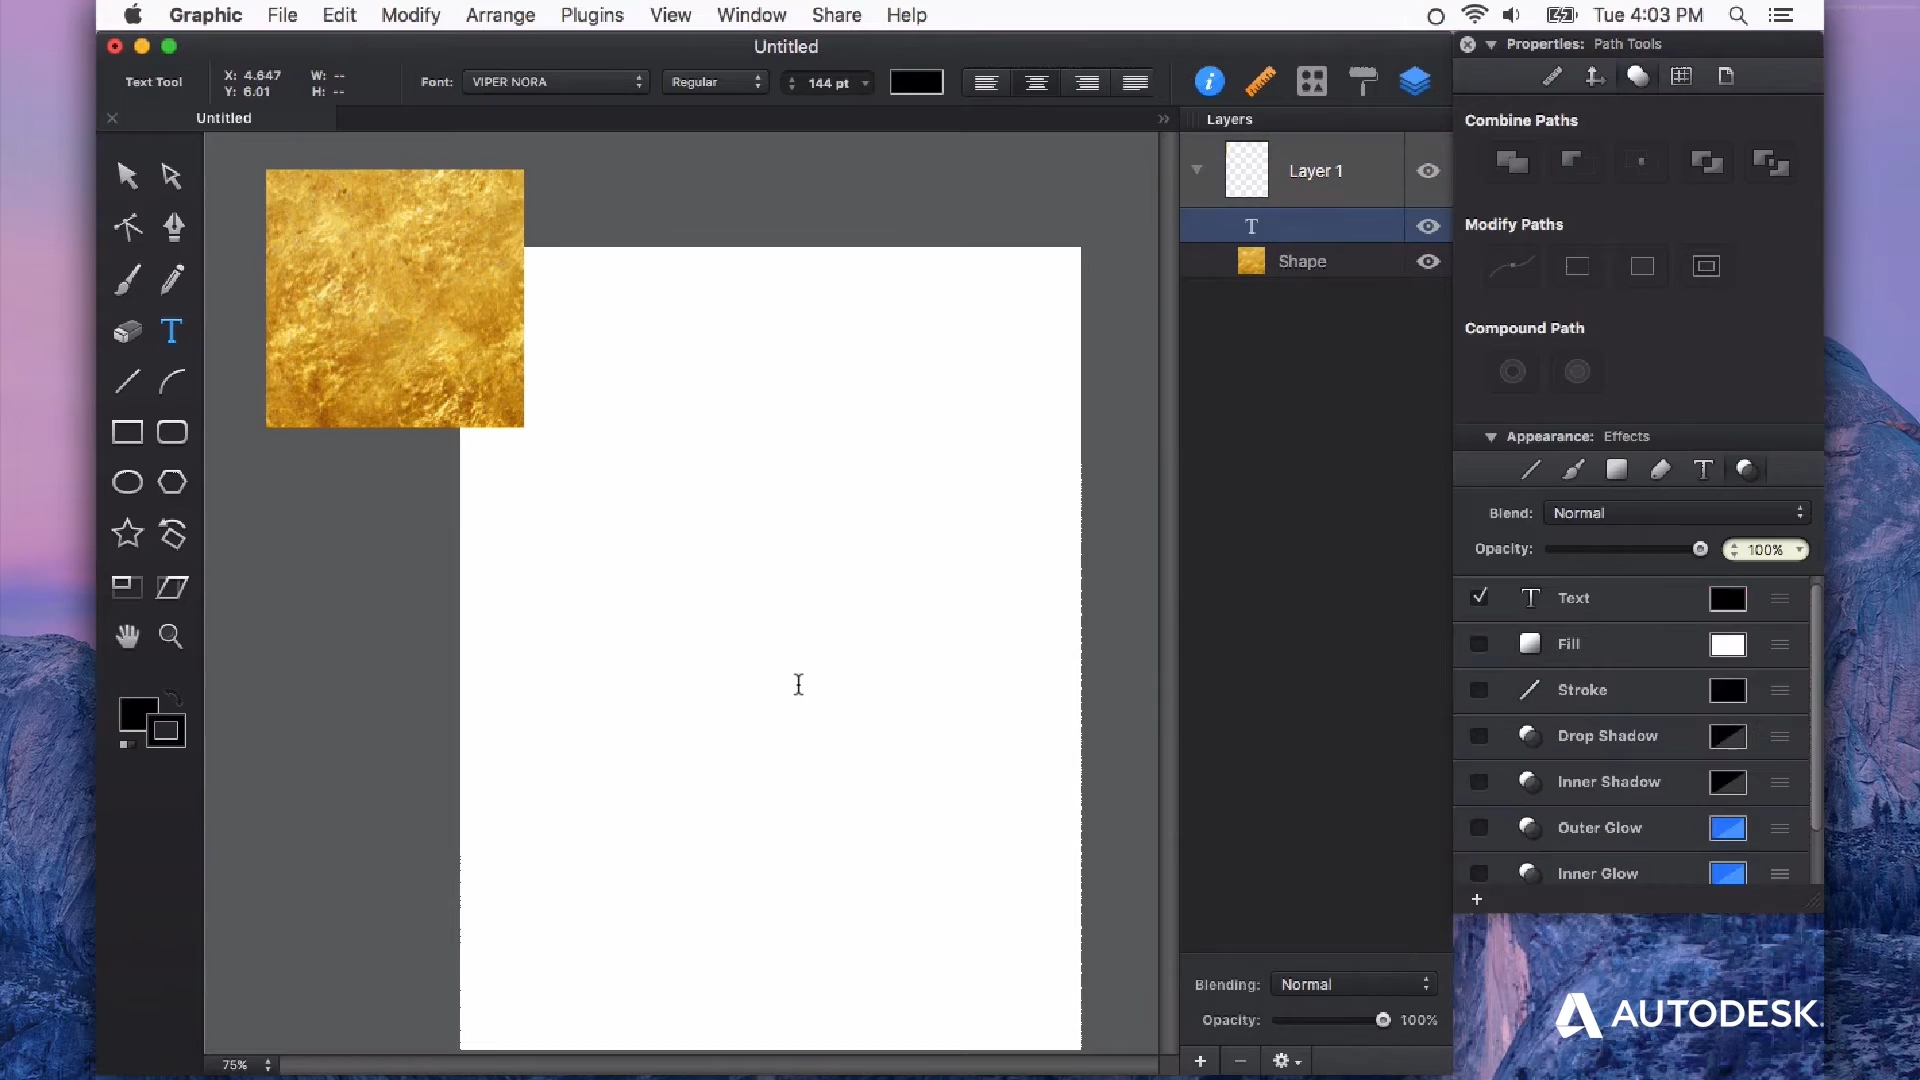 Graphic File Edit Modify Arrange Plugins View Window Share Help Tue 4:03 PM
Untitled
Properties: Path Tools
Text Tool X: 4.647 W: -- Font: VIPER NORA Regular 144 pt
Y: 6.01 H: --
Untitled
Layers
Combine Paths
Layer 1
T
Shape
Modify Paths
Compound Path
Appearance: Effects
Blend: Normal
Opacity: 100%
Text
Fill
Stroke
Drop Shadow
Inner Shadow
Outer Glow
Inner Glow
Blending: Normal
Opacity: 100%
AUTODESK.
75%